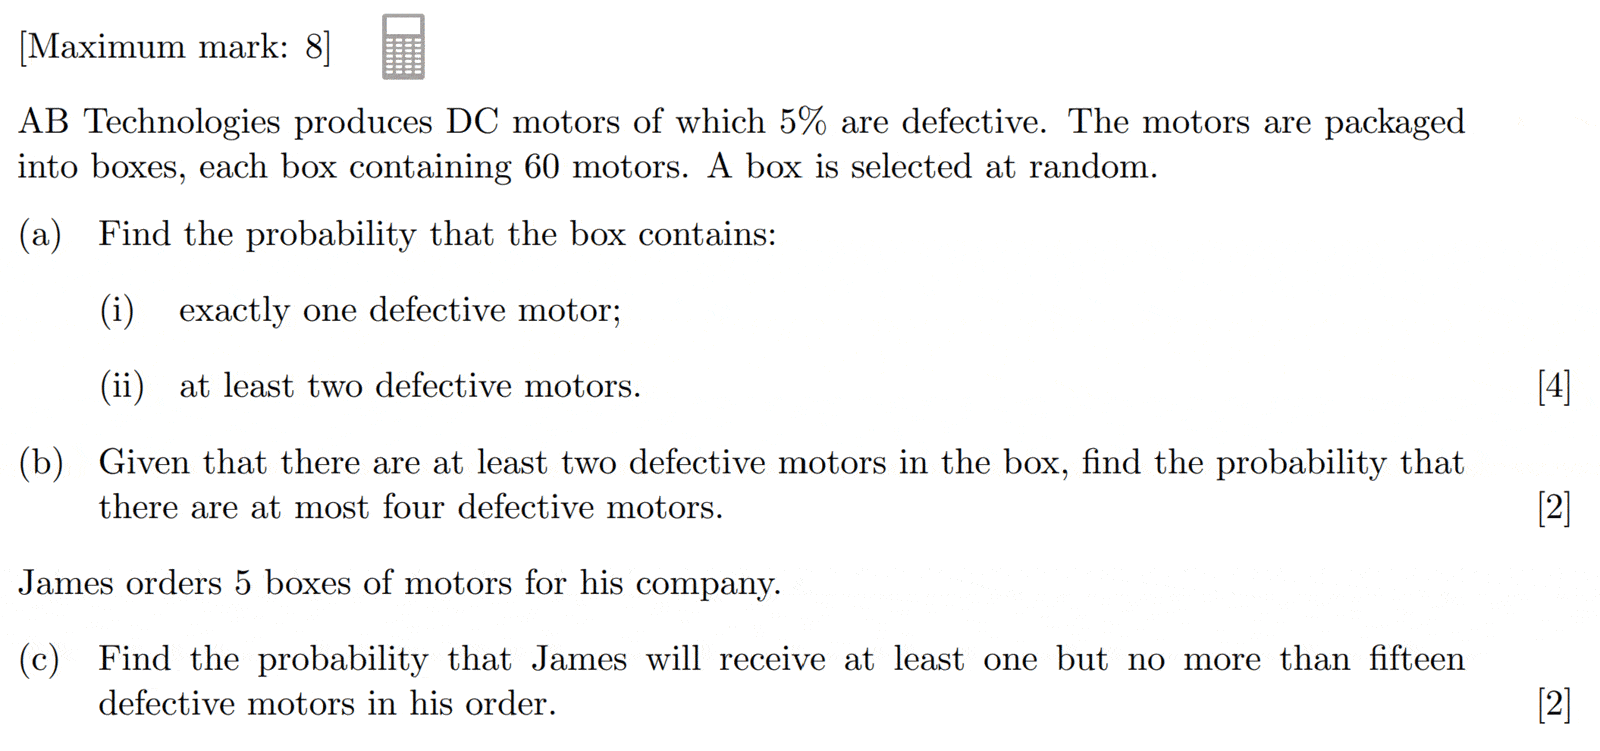 [Maximum mark: 8]
AB Technologies produces DC motors of which 5% are defective. The motors are packaged
into boxes, each box containing 60 motors. A box is selected at random.
(a) Find the probability that the box contains:
(i) exactly one defective motor;
(ii) at least two defective motors. [4]
(b) Given that there are at least two defective motors in the box, find the probability that
there are at most four defective motors. [2]
James orders 5 boxes of motors for his company.
(c) Find the probability that James will receive at least one but no more than fifteen
defective motors in his order. [2]